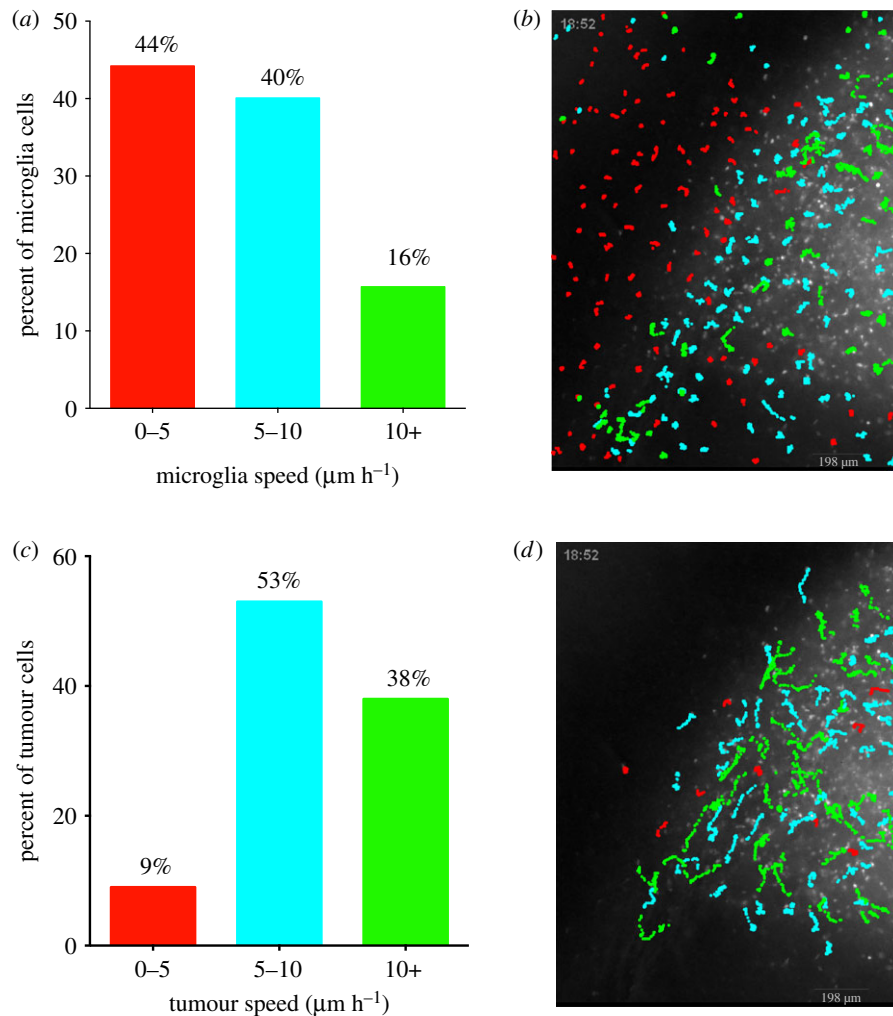 (a)
50
40
30
20
10
0
percent of microglia cells
44%
40%
16%
0–5 5–10 10+
microglia speed (μm h⁻¹)
(b)
18:52
198 μm
(c)
60
40
20
0
percent of tumour cells
9%
53%
38%
0–5 5–10 10+
tumour speed (μm h⁻¹)
(d)
18:52
198 μm